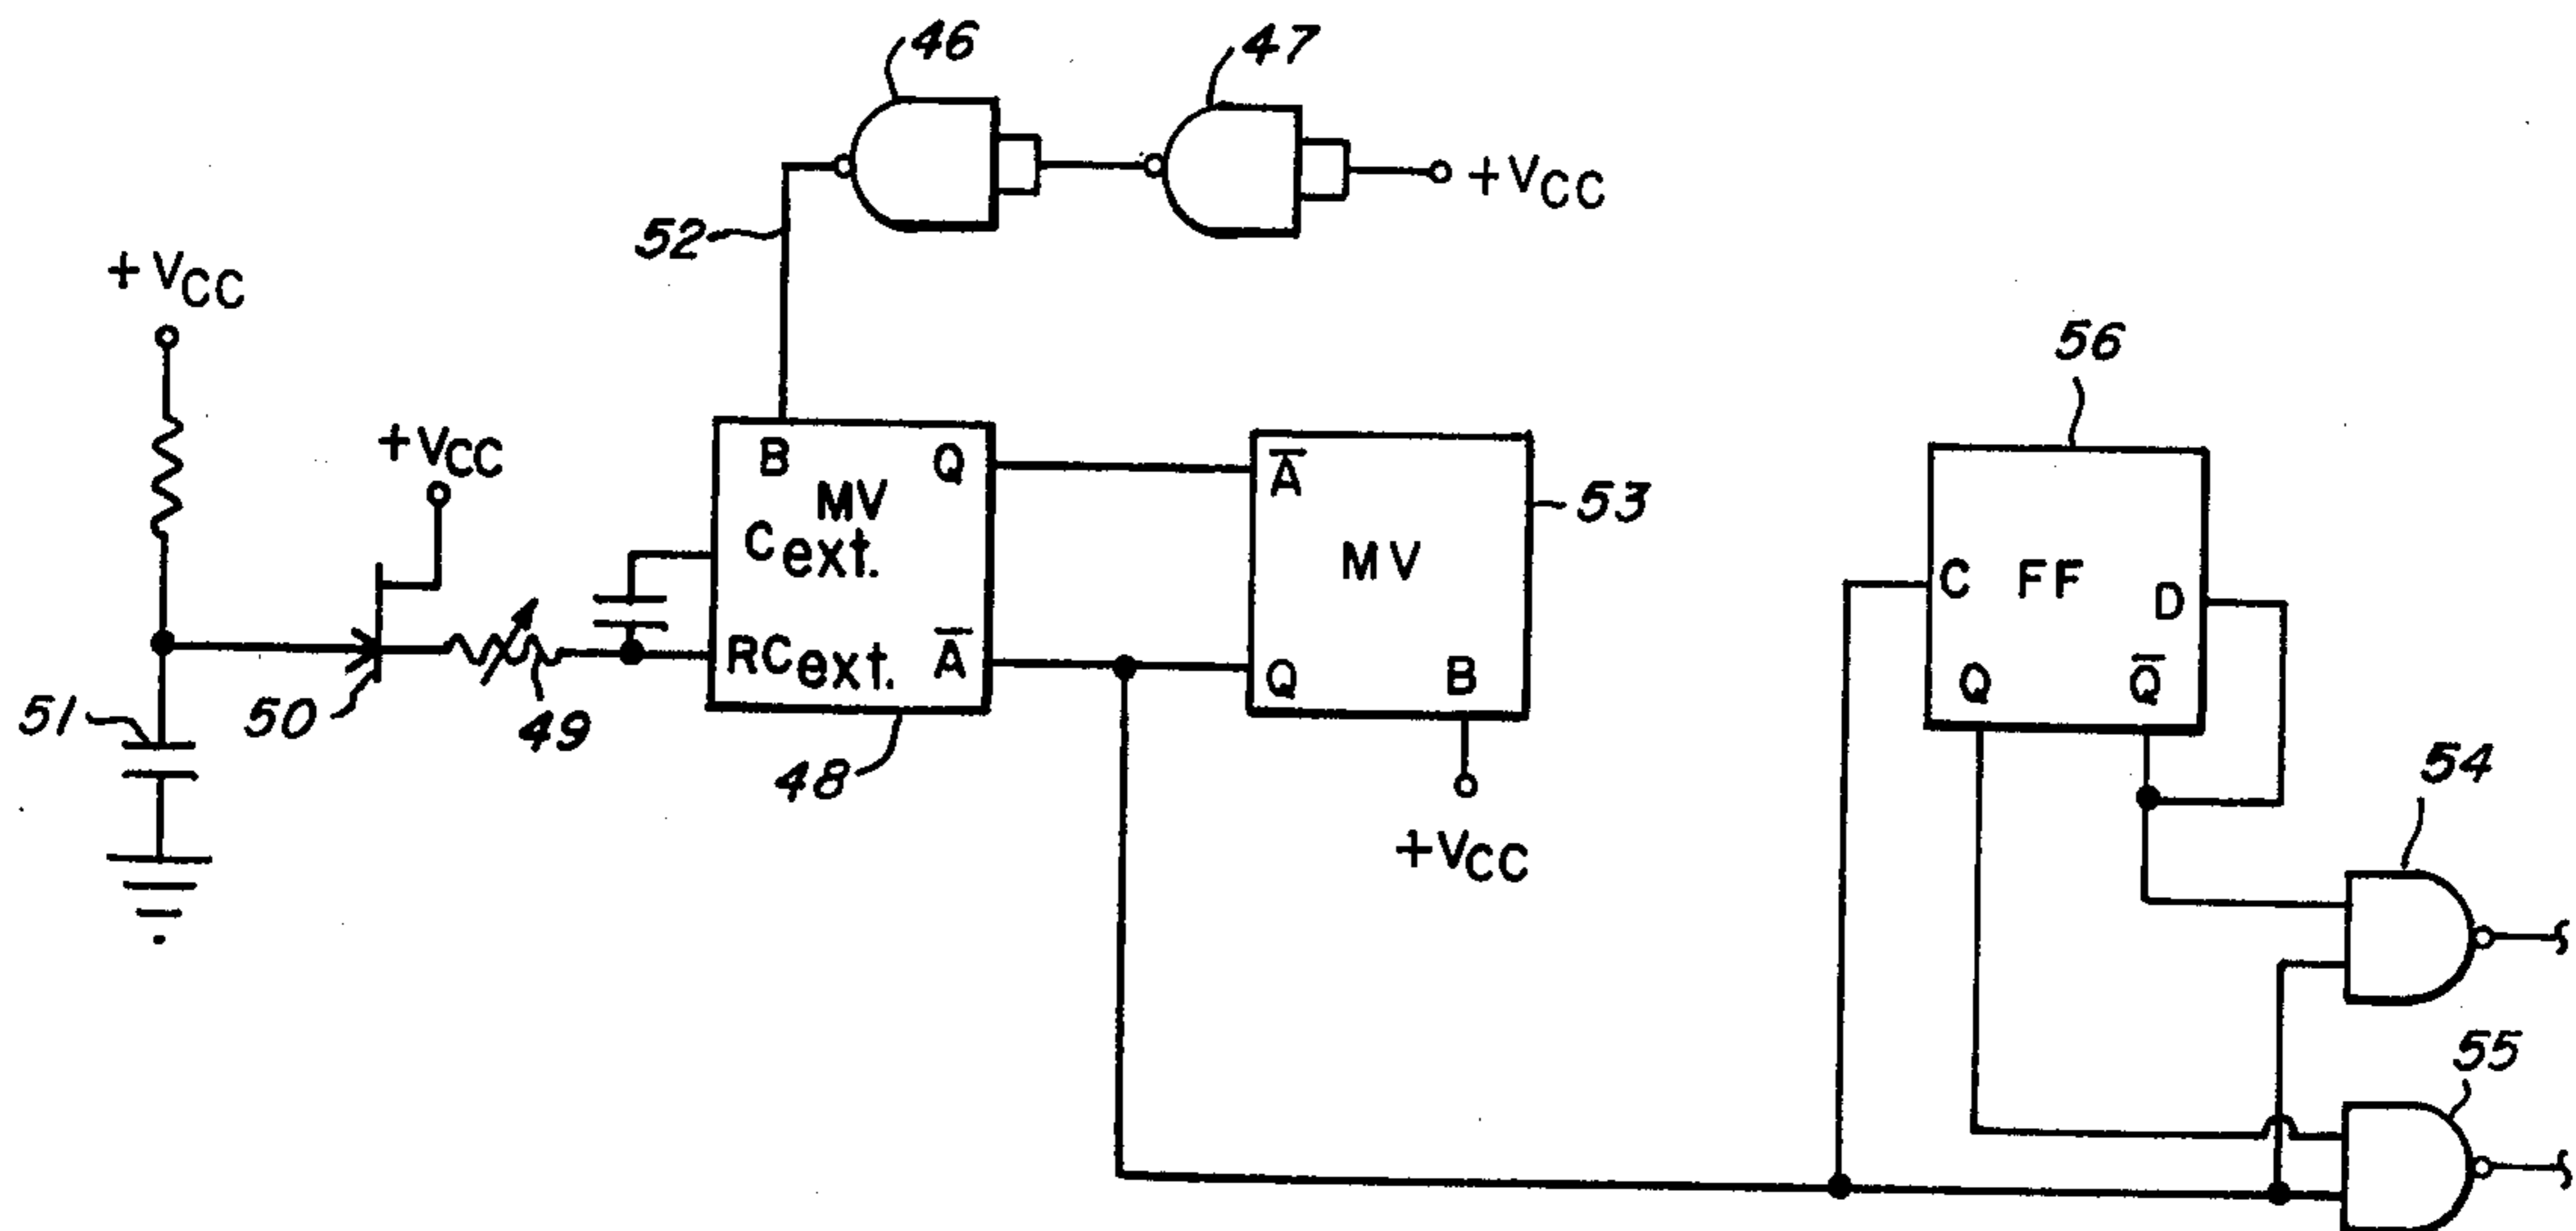 46
47
+VCC
52
+VCC
+VCC
56
B
Q
MV
Cext.
RCext.
A̅
A̅
MV
Q
B
53
C
FF
D
Q
Q̅
51
50
49
48
+VCC
54
55